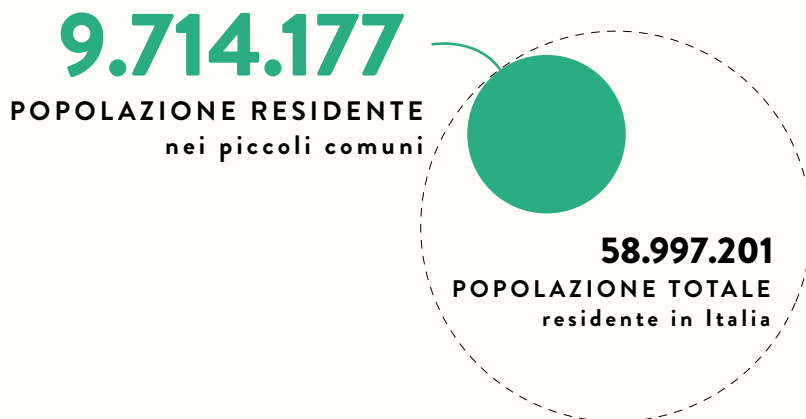 9.714.177
POPOLAZIONE RESIDENTE
nei piccoli comuni
58.997.201
POPOLAZIONE TOTALE
residente in Italia